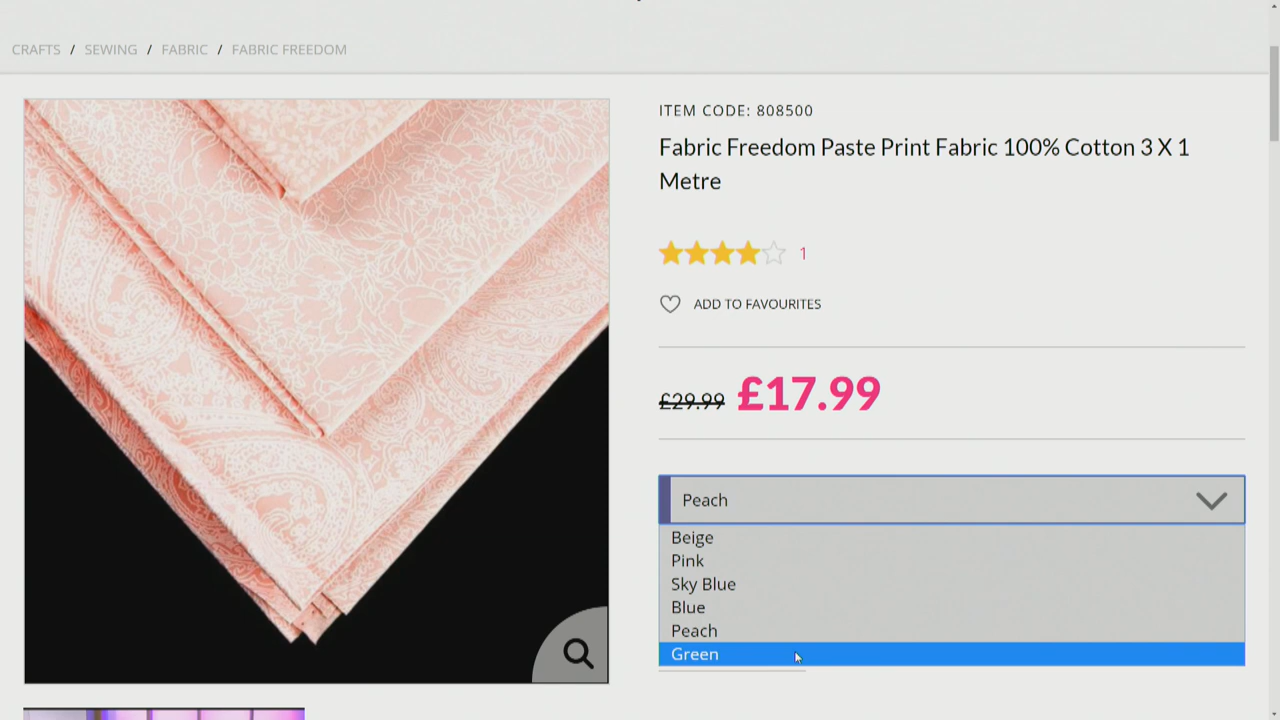 CRAFTS / SEWING / FABRIC / FABRIC FREEDOM
ITEM CODE: 808500
Fabric Freedom Paste Print Fabric 100% Cotton 3 X 1
Metre
1
ADD TO FAVOURITES
£29.99 £17.99
Peach
Beige
Pink
Sky Blue
Blue
Peach
Green